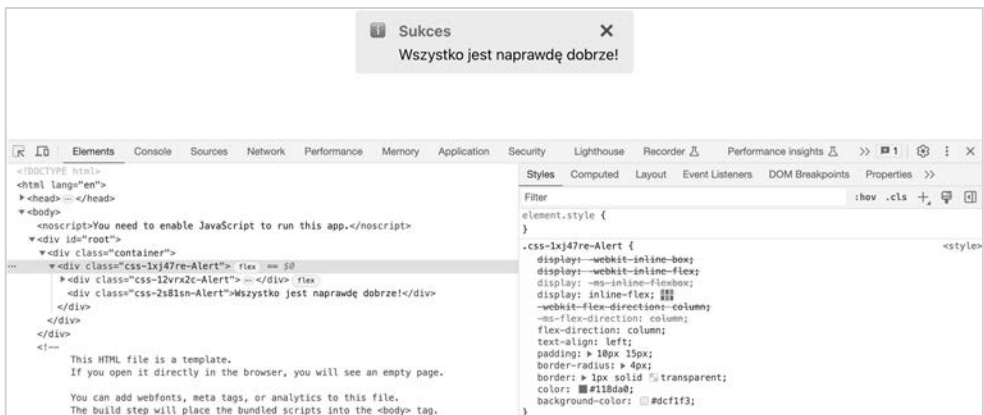 Sukces
Wszystko jest naprawdę dobrze!
Elements Console Sources Network Performance Memory Application Security Lighthouse Recorder Performance insights >> 1
<!DOCTYPE html>
<html lang="en">
<head> … </head>
<body>
<noscript>You need to enable JavaScript to run this app.</noscript>
<div id="root">
<div class="container">
… <div class="css-1xj47re-Alert"> flex == $0
<div class="css-12vrx2c-Alert"> … </div> flex
<div class="css-2s81sn-Alert">Wszystko jest naprawdę dobrze!</div>
</div>
</div>
</div>
<!--
This HTML file is a template.
If you open it directly in the browser, you will see an empty page.
You can add webfonts, meta tags, or analytics to this file.
The build step will place the bundled scripts into the <body> tag.
Styles Computed Layout Event Listeners DOM Breakpoints Properties >>
Filter :hov .cls +
element.style {
}
.css-1xj47re-Alert { <style>
display: -webkit-inline-box;
display: -webkit-inline-flex;
display: -ms-inline-flexbox;
display: inline-flex;
-webkit-flex-direction: column;
-ms-flex-direction: column;
flex-direction: column;
text-align: left;
padding: 10px 15px;
border-radius: 4px;
border: 1px solid transparent;
color: #118da0;
background-color: #dcf1f3;
}